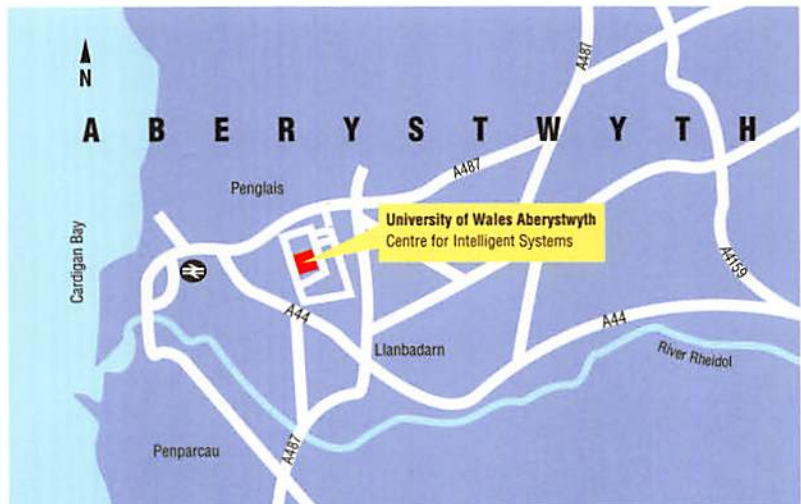 N
A487
ABERYSTWYTH
A487
Penglais
University of Wales Aberystwyth
Centre for Intelligent Systems
Cardigan Bay
A4159
A44
A44
Llanbadarn
River Rheidol
Penparcau
A487